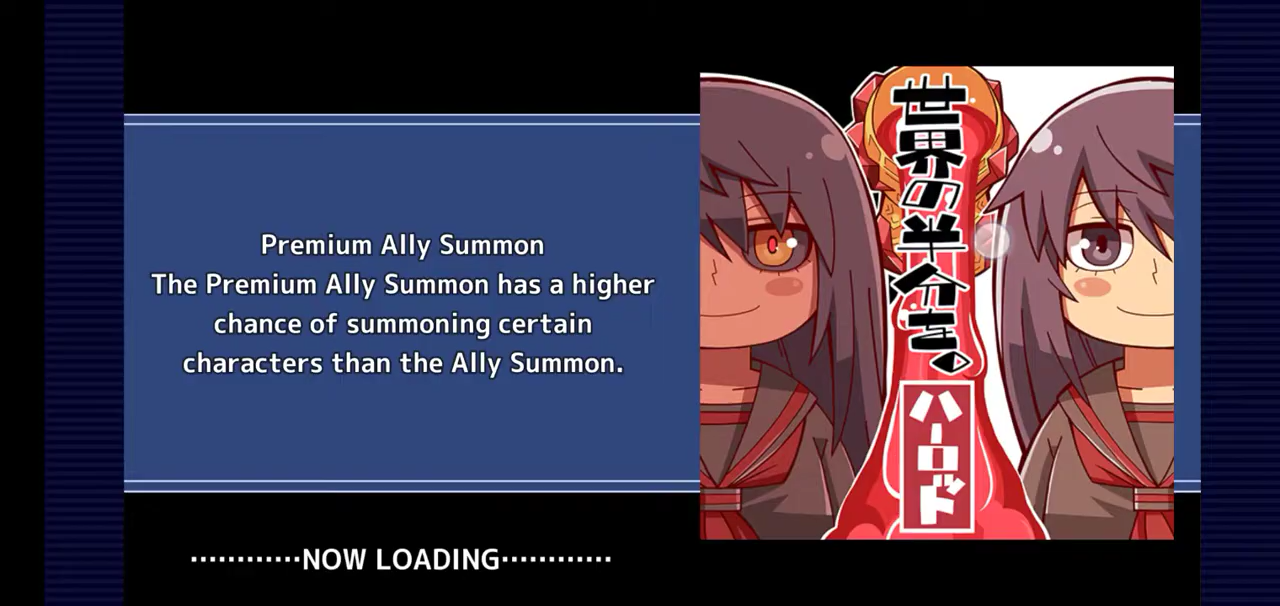 Premium Ally Summon
The Premium Ally Summon has a higher
chance of summoning certain
characters than the Ally Summon.
世界の半分を。
ハーロド
············NOW LOADING············